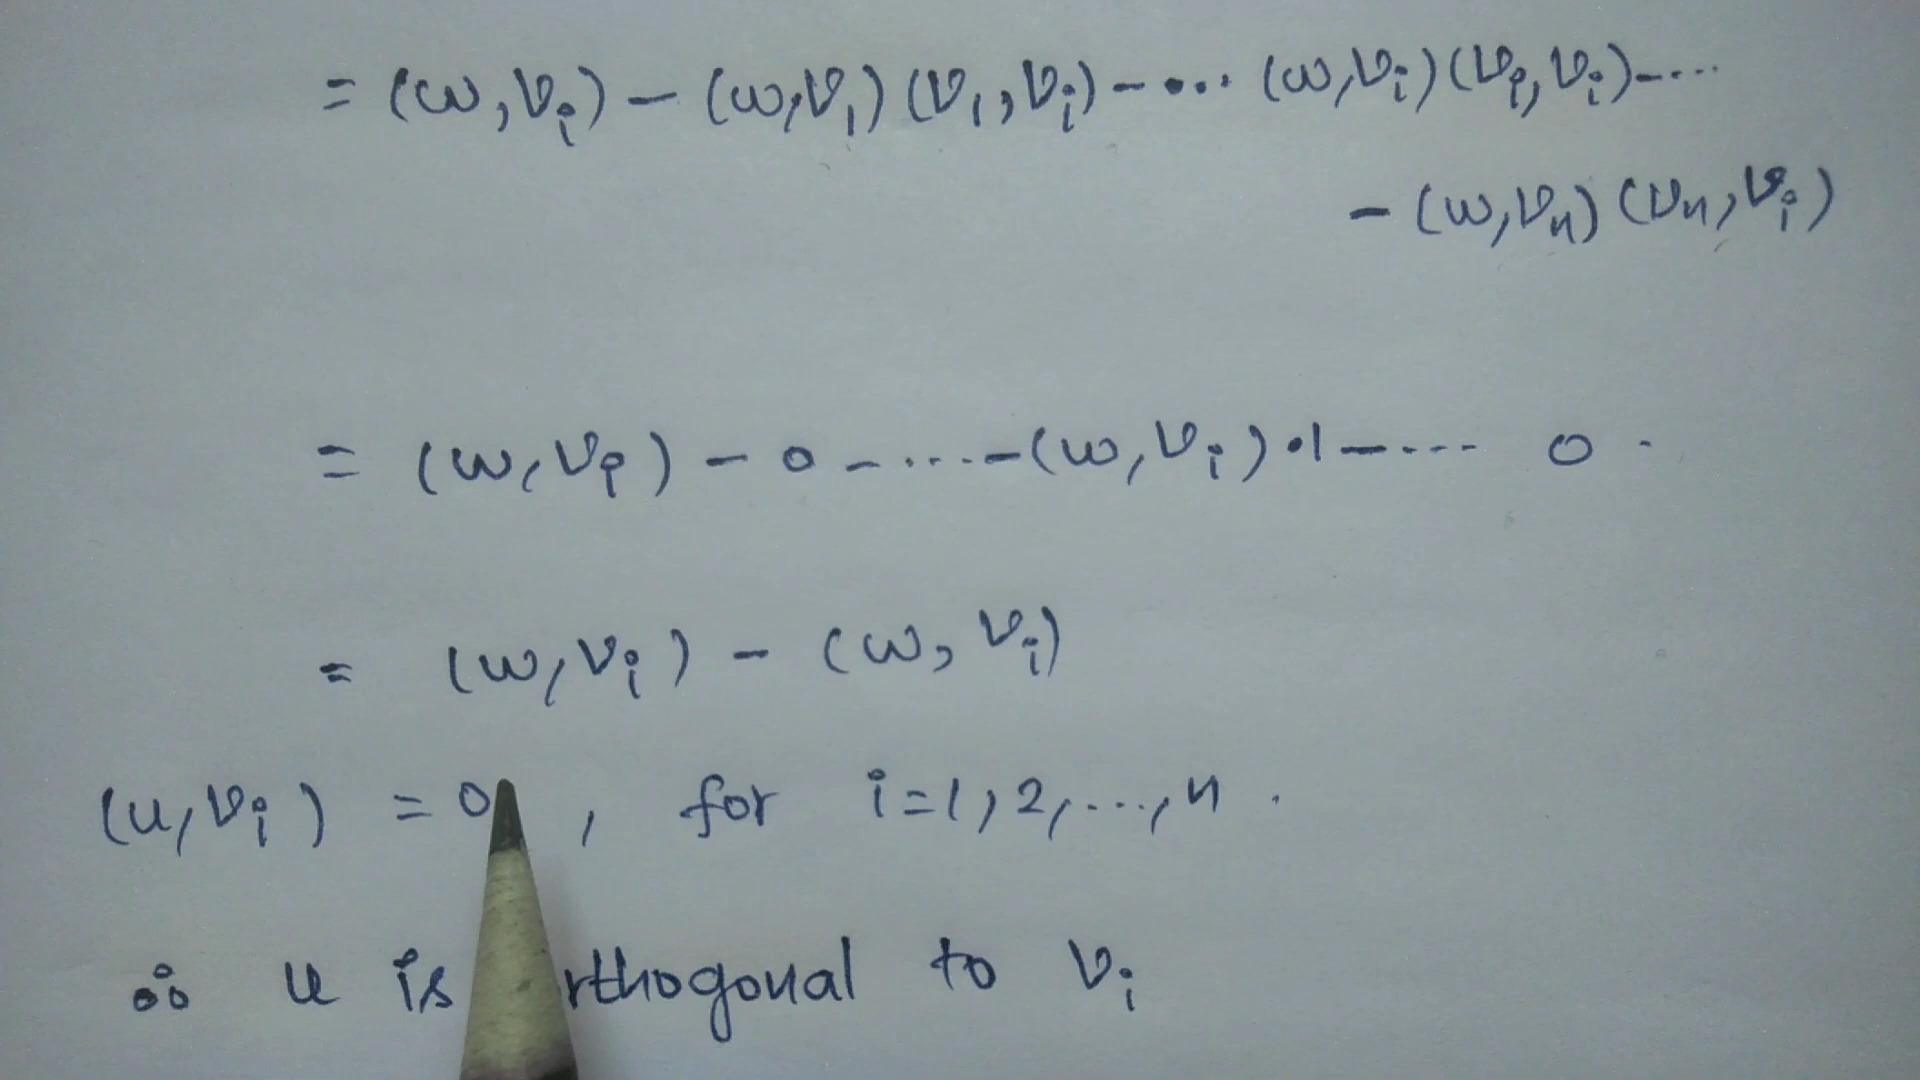 = (w, vᵢ) - (w, v₁) (v₁, vᵢ) - ... (w, vᵢ) (vᵢ, vᵢ) - ...
- (w, vₙ) (vₙ, vᵢ)
= (w, vᵢ) - 0 - .... - (w, vᵢ) · 1 - .... 0 .
= (w, vᵢ) - (w, vᵢ)
(u, vᵢ) = 0 , for i = 1, 2, ..., n .
∴ u is rthogonal to vᵢ